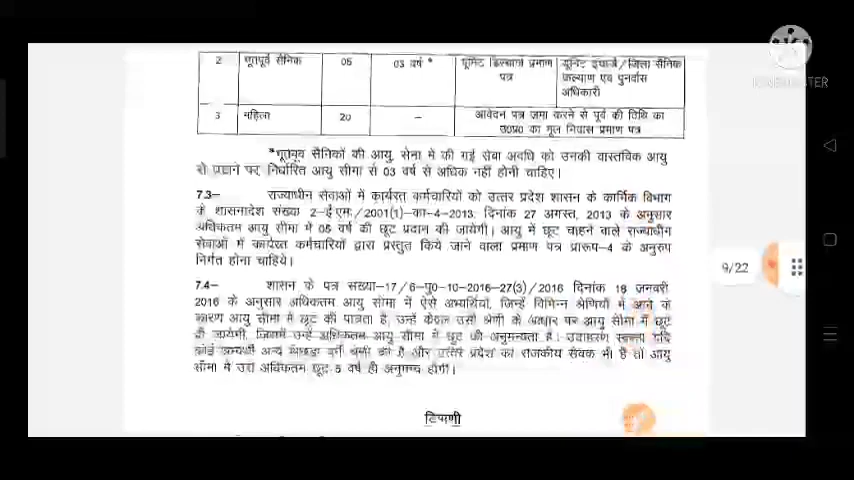 2 भूतपूर्व सैनिक 05 03 वर्ष * प्रमाण यूनिट इंचार्ज/जिला सैनिक
पत्र कल्याण एवं पुनर्वास
अधिकारी
3 महिला 20 – आवेदन पत्र जमा करने से पूर्व की तिथि का
उ0प्र0 का मूल निवास प्रमाण पत्र
*भूतपूर्व सैनिकों की आयु, सेना में की गई सेवा अवधि को उनकी वास्तविक आयु
से घटाने पर, निर्धारित आयु सीमा से 03 वर्ष से अधिक नहीं होनी चाहिए।
7.3– राज्याधीन सेवाओं में कार्यरत कर्मचारियों को उत्तर प्रदेश शासन के कार्मिक विभाग
के शासनादेश संख्या 2–ईएम/2001(1)–का–4–2013, दिनांक 27 अगस्त, 2013 के अनुसार
अधिकतम आयु सीमा में 05 वर्ष की छूट प्रदान की जायेगी। आयु में छूट चाहने वाले राज्याधीन
सेवाओं में कार्यरत कर्मचारियों द्वारा प्रस्तुत किये जाने वाला प्रमाण पत्र प्रारूप–4 के अनुरूप
निर्गत होना चाहिये।
9/22
7.4– शासन के पत्र संख्या–17/6–पु0–10–2016–27(3)/2016 दिनांक 18 जनवरी
2016 के अनुसार अधिकतम आयु सीमा में ऐसे अभ्यर्थियों, जिन्हें विभिन्न श्रेणियों में आने के
कारण आयु सीमा में छूट की पात्रता है, उन्हें केवल उसी श्रेणी के आधार पर आयु सीमा में छूट
दी जायेगी, जिसमें उन्हें अधिकतम आयु सीमा में छूट की अनुमन्यता है। उदाहरण स्वरूप यदि
कोई अभ्यर्थी अन्य पिछड़ा वर्ग श्रेणी का है और उत्तर प्रदेश का राजकीय सेवक भी है तो आयु
सीमा में उसे अधिकतम छूट 5 वर्ष ही अनुमन्य होगी।
टिप्पणी